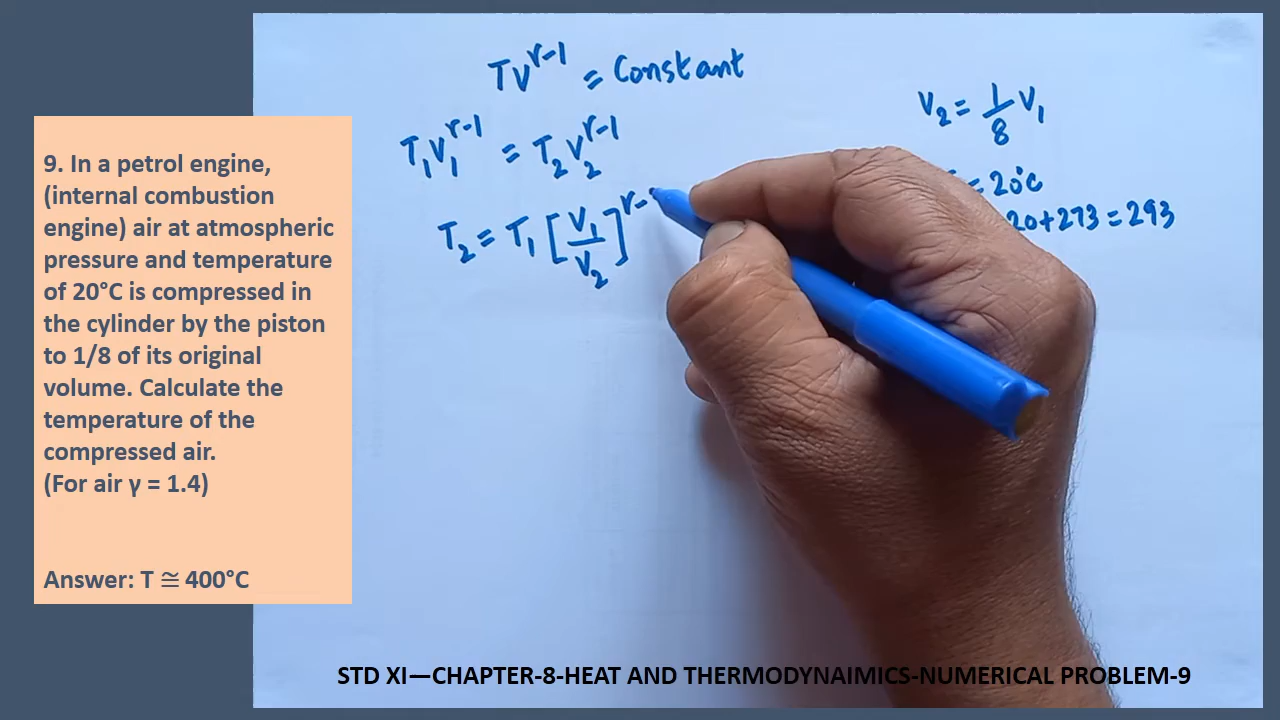 9. In a petrol engine,
(internal combustion
engine) air at atmospheric
pressure and temperature
of 20°C is compressed in
the cylinder by the piston
to 1/8 of its original
volume. Calculate the
temperature of the
compressed air.
(For air γ = 1.4)
Answer: T ≅ 400°C
TV^r-1 = Constant
T₁V₁^r-1 = T₂V₂^r-1
T₂ = T₁ [V₁/V₂]^r-
V₂ = 1/8 V₁
= 20°C
20+273 = 293
STD XI—CHAPTER-8-HEAT AND THERMODYNAIMICS-NUMERICAL PROBLEM-9